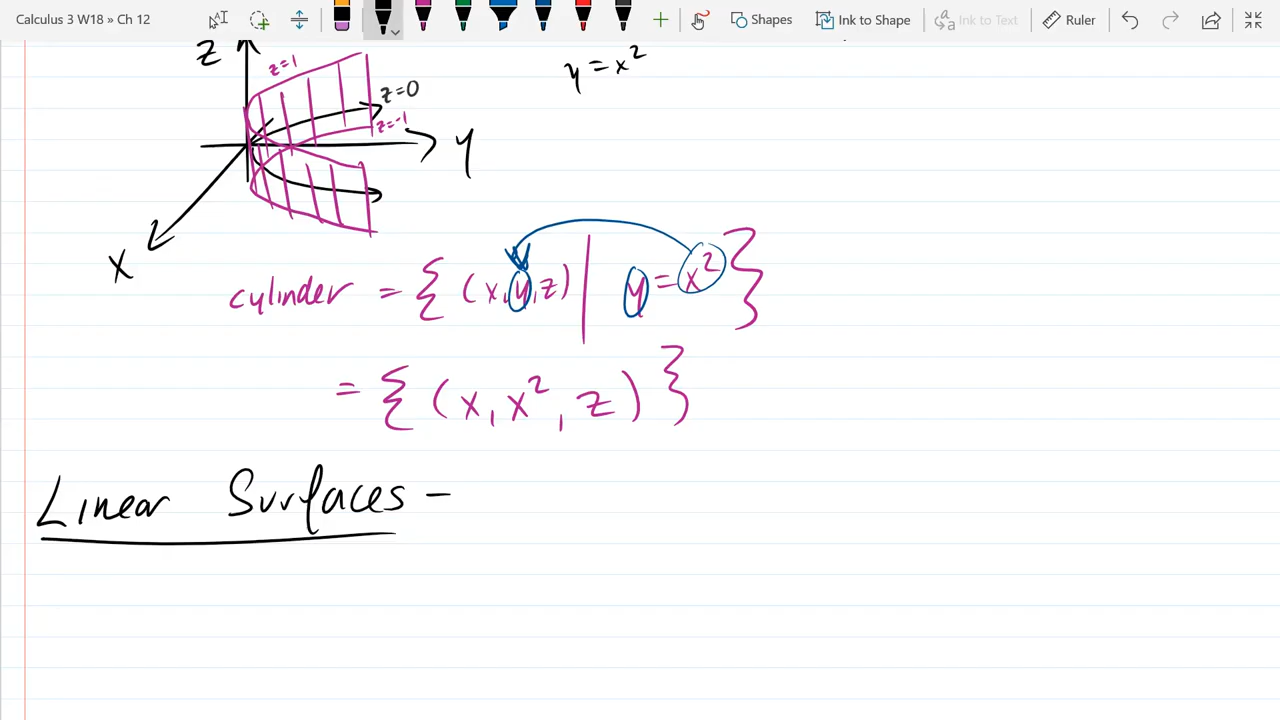 Calculus 3 W18 » Ch 12
Shapes
Ink to Shape
Ink to Text
Ruler
z
z=1
z=0
z=-1
y
x
y = x²
cylinder = { (x,y,z) | y = x² }
= { (x, x², z) }
Linear Surfaces -